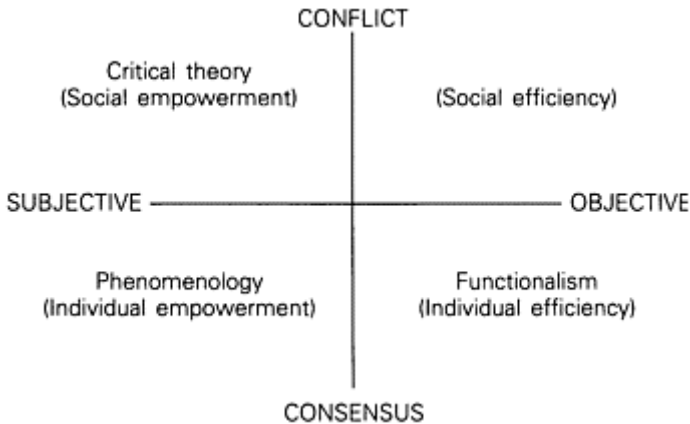 CONFLICT
Critical theory
(Social empowerment)
(Social efficiency)
SUBJECTIVE
OBJECTIVE
Phenomenology
(Individual empowerment)
Functionalism
(Individual efficiency)
CONSENSUS